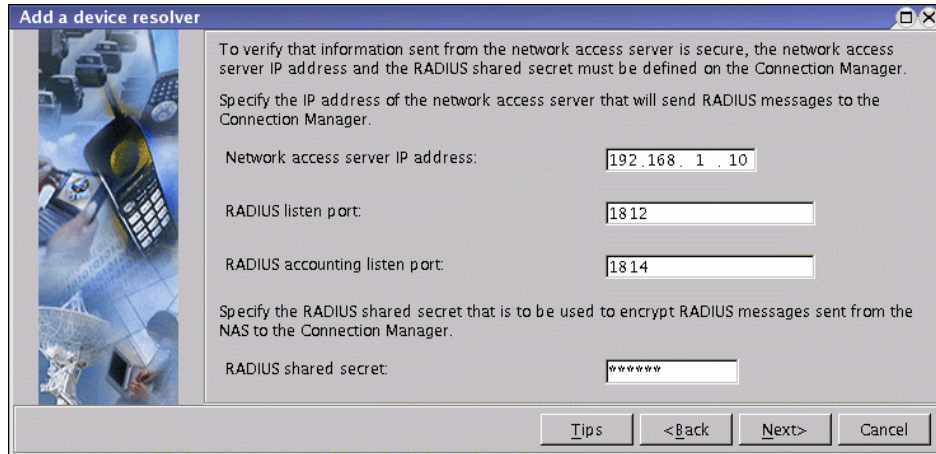 Add a device resolver
To verify that information sent from the network access server is secure, the network access
server IP address and the RADIUS shared secret must be defined on the Connection Manager.
Specify the IP address of the network access server that will send RADIUS messages to the
Connection Manager.
Network access server IP address: 192.168. 1 . 10
RADIUS listen port: 1812
RADIUS accounting listen port: 1814
Specify the RADIUS shared secret that is to be used to encrypt RADIUS messages sent from the
NAS to the Connection Manager.
RADIUS shared secret: ******
Tips <Back Next> Cancel